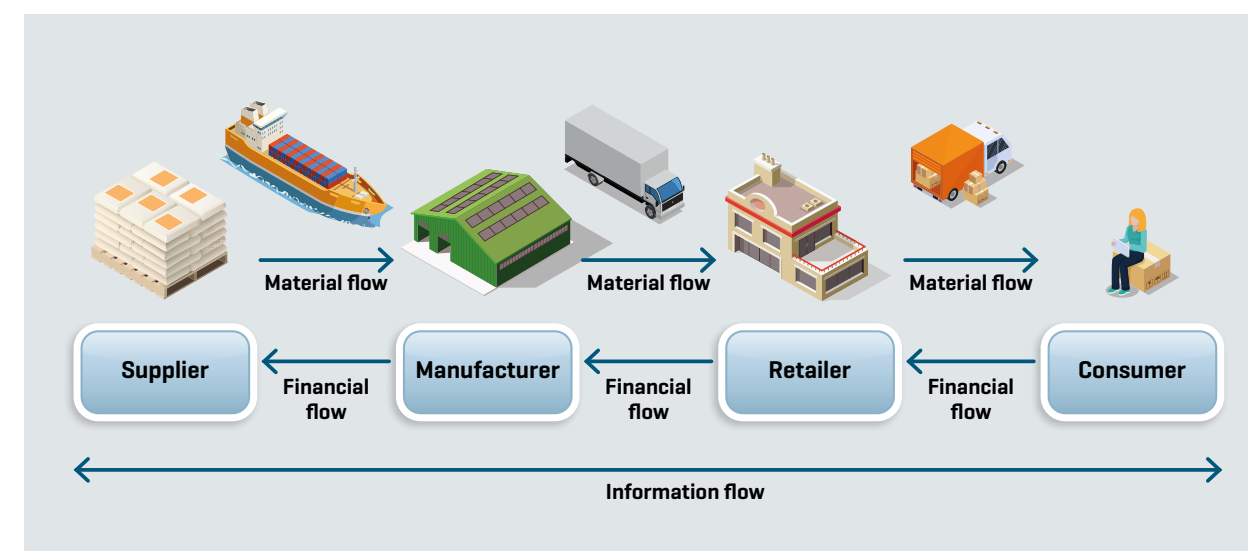 Material flow
Material flow
Material flow
Supplier
Manufacturer
Retailer
Consumer
Financial
flow
Financial
flow
Financial
flow
Information flow